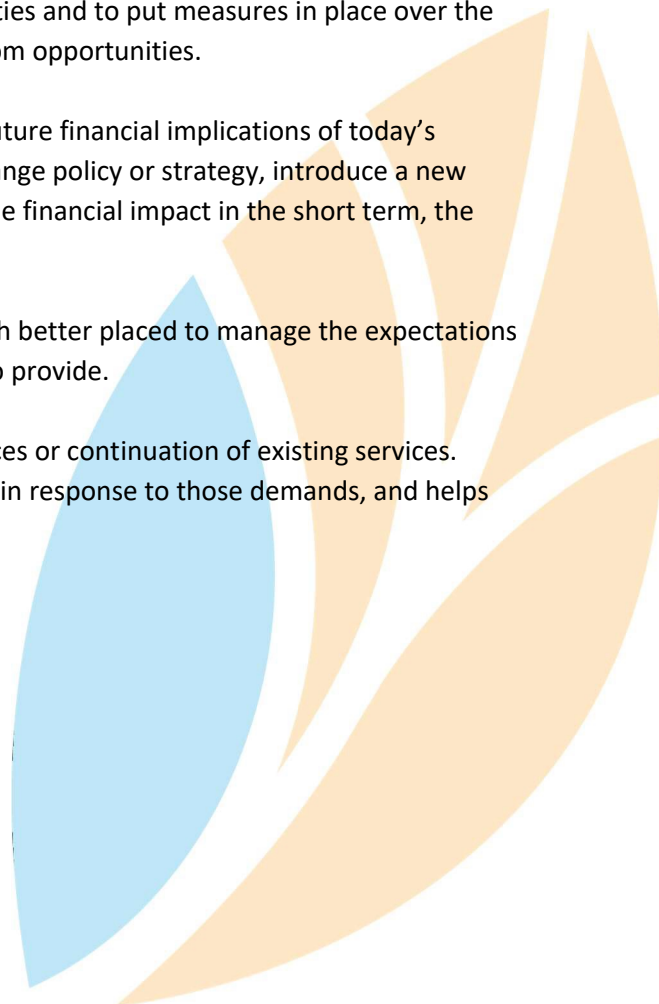 ties and to put measures in place over the
om opportunities.
uture financial implications of today’s
ange policy or strategy, introduce a new
e financial impact in the short term, the
h better placed to manage the expectations
o provide.
ces or continuation of existing services.
in response to those demands, and helps